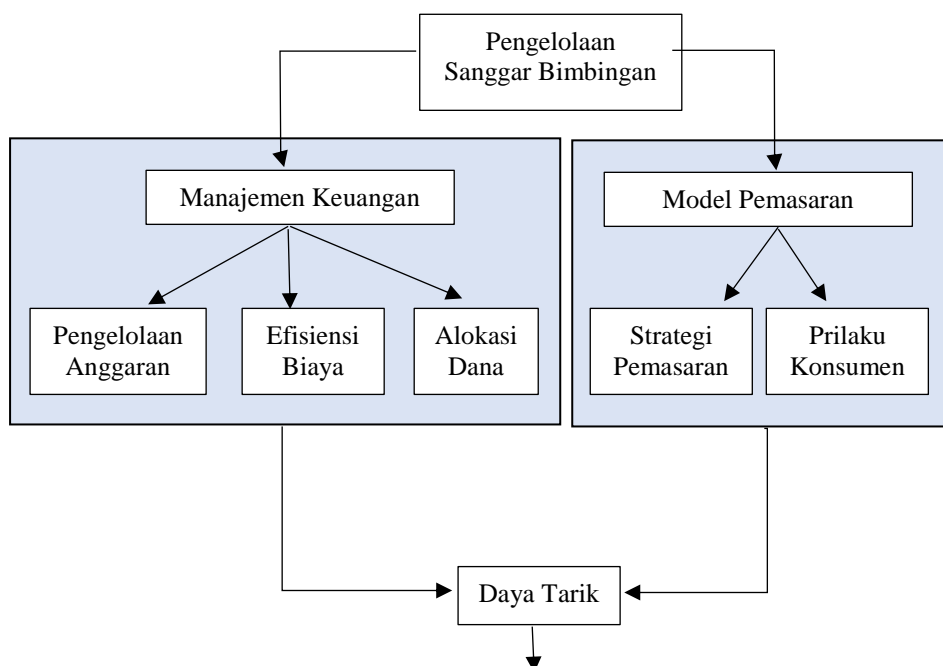 Pengelolaan
Sanggar Bimbingan
Manajemen Keuangan
Model Pemasaran
Pengelolaan
Anggaran
Efisiensi
Biaya
Alokasi
Dana
Strategi
Pemasaran
Prilaku
Konsumen
Daya Tarik